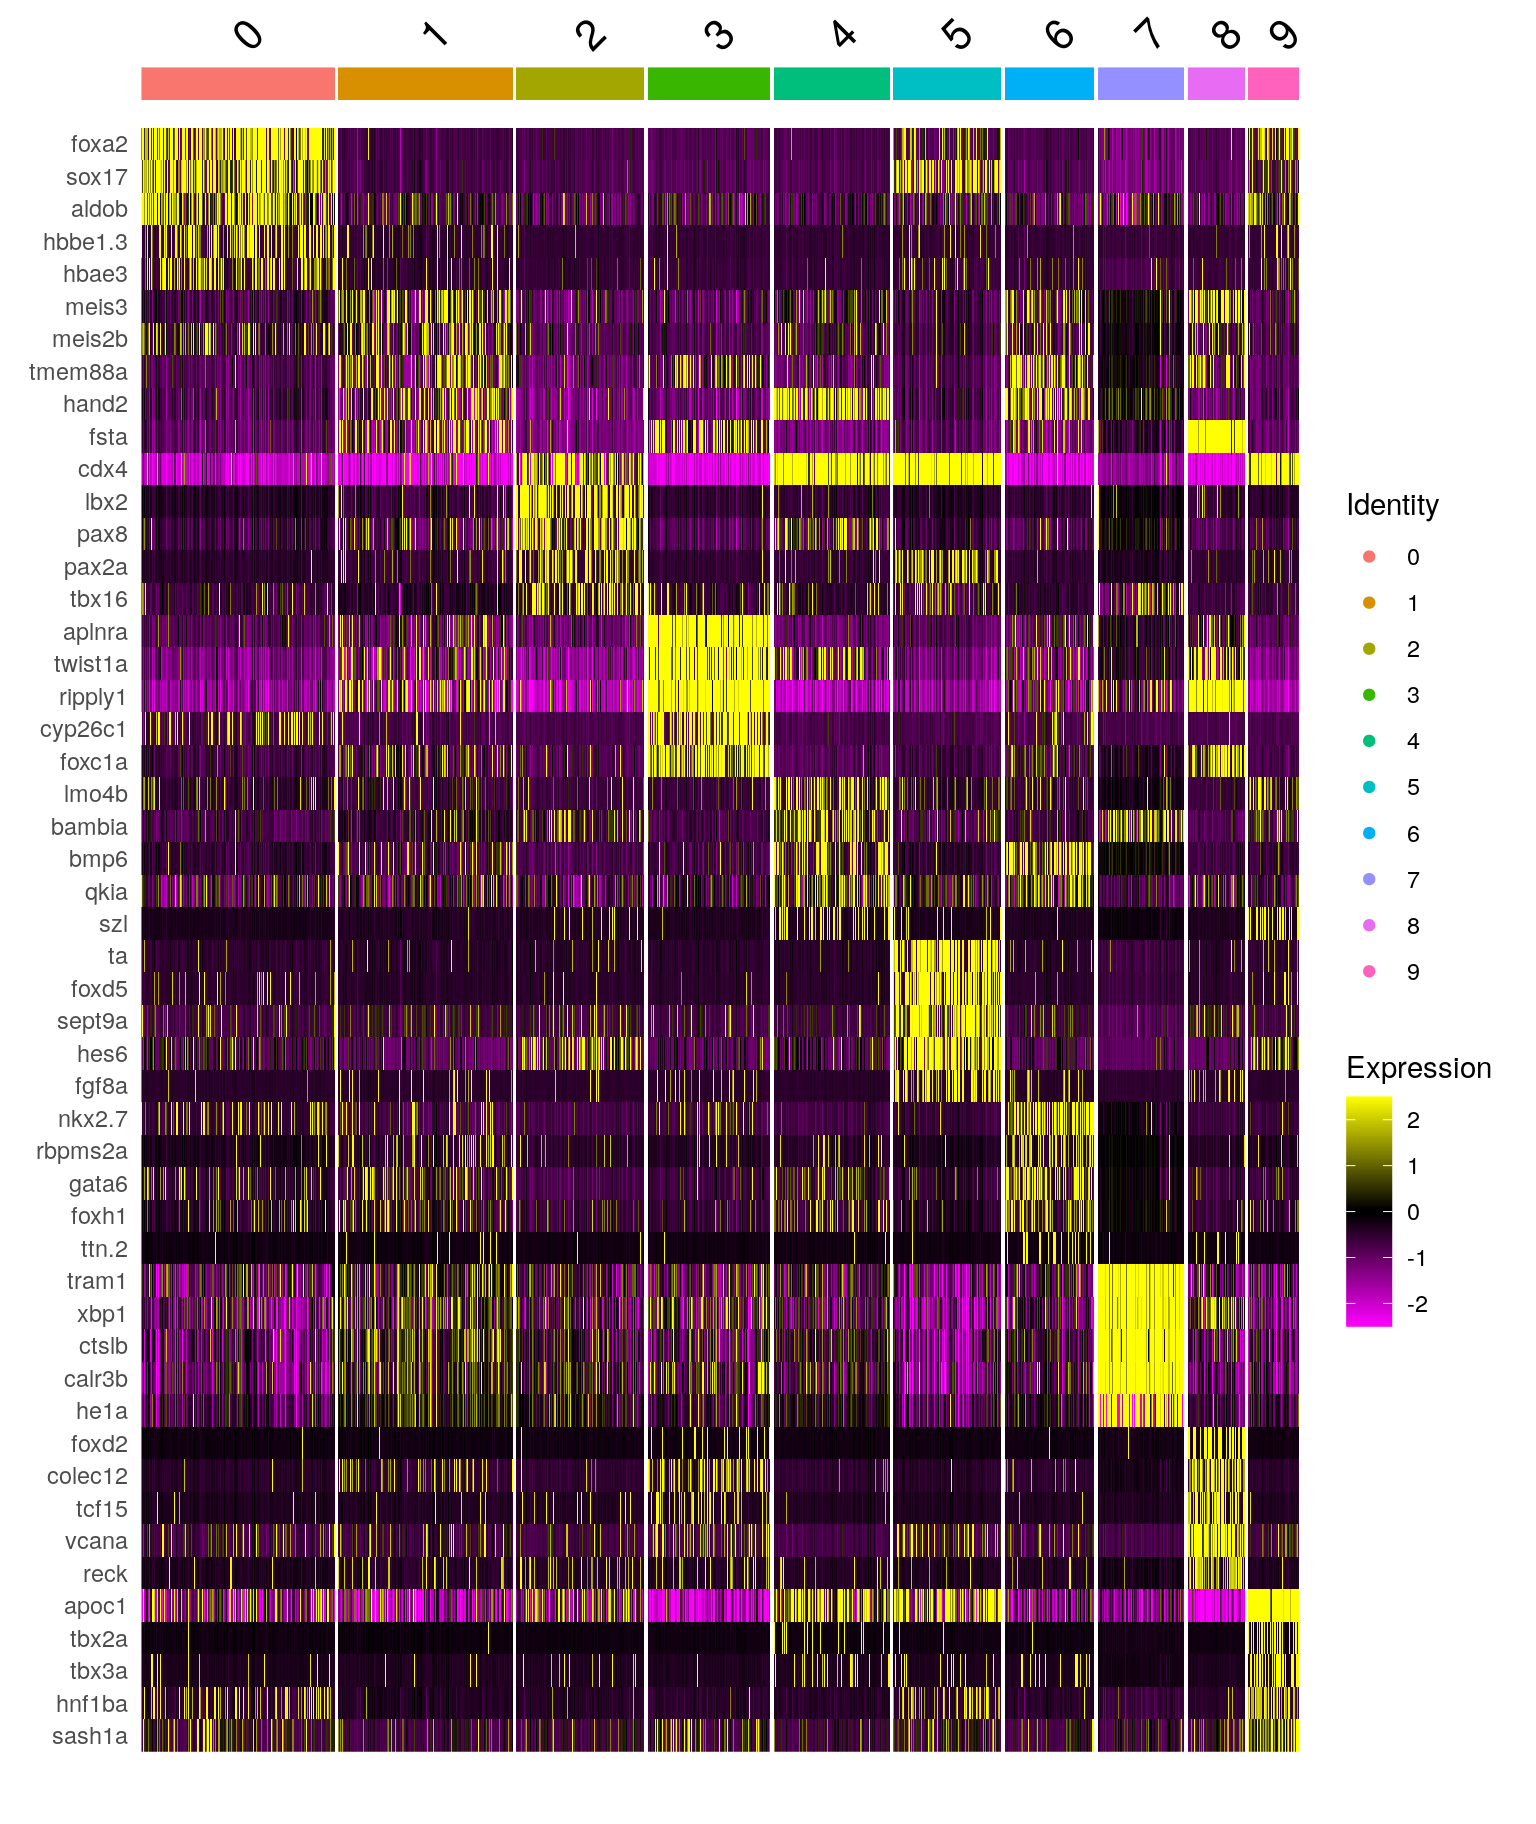 0 1 2 3 4 5 6 7 8 9
foxa2
sox17
aldob
hbbe1.3
hbae3
meis3
meis2b
tmem88a
hand2
fsta
cdx4
lbx2
pax8
pax2a
tbx16
aplnra
twist1a
ripply1
cyp26c1
foxc1a
lmo4b
bambia
bmp6
qkia
szl
ta
foxd5
sept9a
hes6
fgf8a
nkx2.7
rbpms2a
gata6
foxh1
ttn.2
tram1
xbp1
ctslb
calr3b
he1a
foxd2
colec12
tcf15
vcana
reck
apoc1
tbx2a
tbx3a
hnf1ba
sash1a
Identity
0
1
2
3
4
5
6
7
8
9
Expression
2
1
0
-1
-2